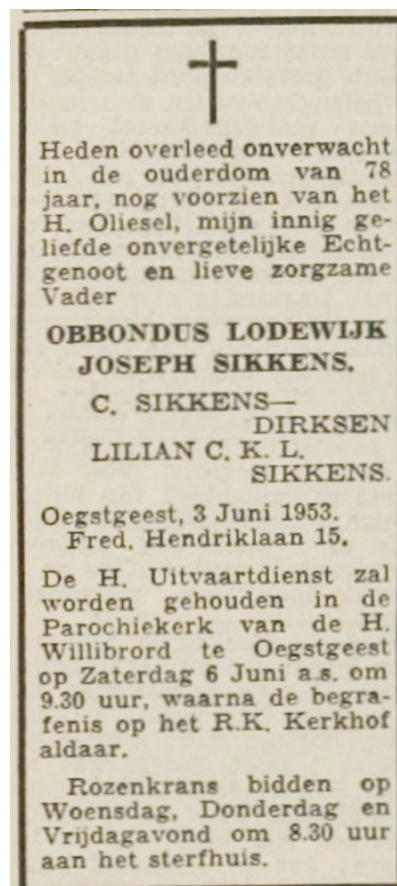 Heden overleed onverwacht
in de ouderdom van 78
jaar, nog voorzien van het
H. Oliesel, mijn innig ge-
liefde onvergetelijke Echt-
genoot en lieve zorgzame
Vader
OBBONDUS LODEWIJK
JOSEPH SIKKENS.
C. SIKKENS—
DIRKSEN
LILIAN C. K. L.
SIKKENS.
Oegstgeest, 3 Juni 1953.
Fred. Hendriklaan 15.
De H. Uitvaartdienst zal
worden gehouden in de
Parochiekerk van de H.
Willibrord te Oegstgeest
op Zaterdag 6 Juni a.s. om
9.30 uur, waarna de begra-
fenis op het R.K. Kerkhof
aldaar.
Rozenkrans bidden op
Woensdag, Donderdag en
Vrijdagavond om 8.30 uur
aan het sterfhuis.